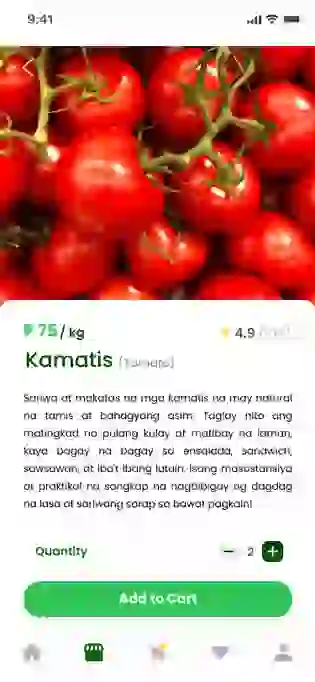 9:41
₱ 75 / kg
4.9
Kamatis (Tomato)
Sariwa at makatas na mga kamatis na may natural
na tamis at bahagyang asim. Taglay nito ang
matingkad na pulang kulay at matibay na laman,
kaya bagay na bagay sa ensalada, sandwich,
sawsawan, at iba't ibang lutuin. Isang masustansiya
at praktikal na sangkap na nagbibigay ng dagdag
na lasa at sariwang sarap sa bawat pagkain!
Quantity
2
Add to Cart